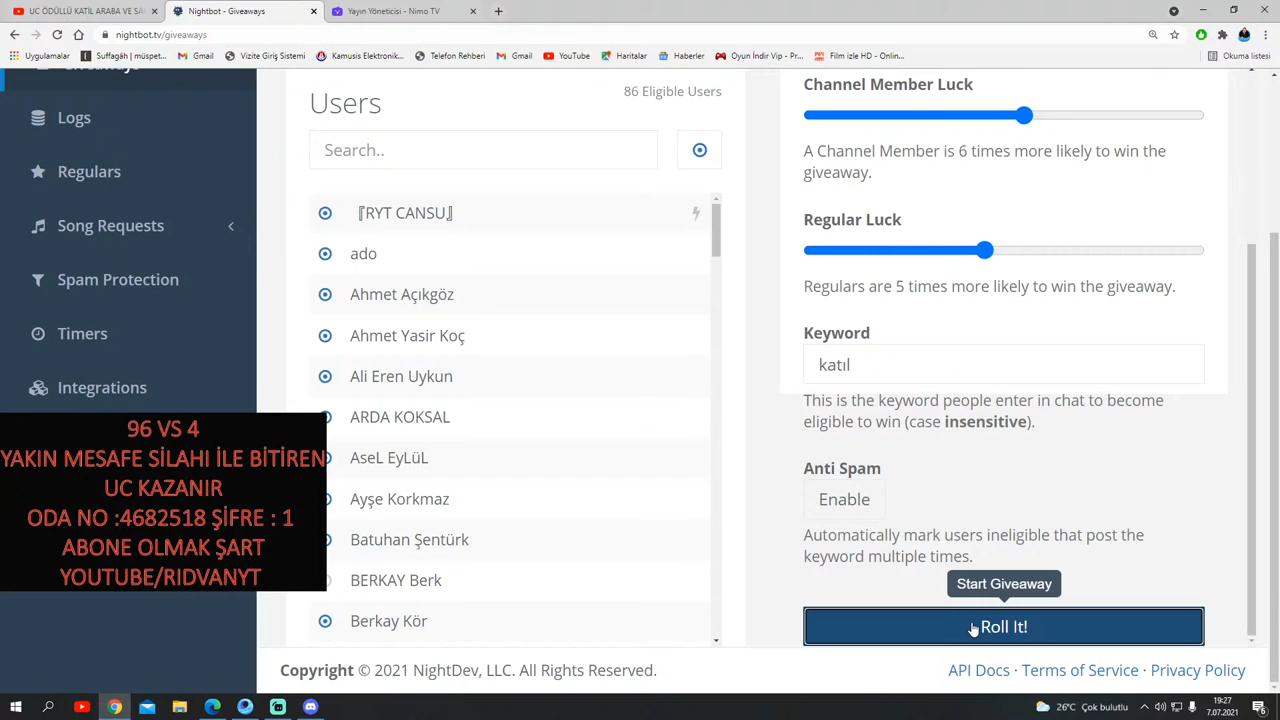 UC ÖDÜLLÜ KATİL ARABA VE SA
Nightbot - Giveaways
Yayın Yöneticisi - Nimo TV
nightbot.tv/giveaways
Uygulamalar
Suffagâh | müspet...
Gmail
Vizite Giriş Sistemi
Kamusis Elektronik...
Telefon Rehberi
Gmail
YouTube
Haritalar
Haberler
Oyun İndir Vip - Pr...
Film izle HD - Onlin...
Okuma listesi
Giveaways
Logs
Regulars
Song Requests
Spam Protection
Timers
Integrations
96 VS 4
YAKIN MESAFE SİLAHI İLE BİTİREN
UC KAZANIR
ODA NO :4682518 ŞİFRE : 1
ABONE OLMAK ŞART
YOUTUBE/RIDVANYT
Users
86 Eligible Users
Search..
『RYT CANSU』
ado
Ahmet Açıkgöz
Ahmet Yasir Koç
Ali Eren Uykun
ARDA KOKSAL
AseL EyLüL
Ayşe Korkmaz
Batuhan Şentürk
BERKAY Berk
Berkay Kör
Channel Member Luck
A Channel Member is 6 times more likely to win the
giveaway.
Regular Luck
Regulars are 5 times more likely to win the giveaway.
Keyword
katıl
This is the keyword people enter in chat to become
eligible to win (case insensitive).
Anti Spam
Enable
Automatically mark users ineligible that post the
keyword multiple times.
Start Giveaway
Roll It!
Copyright © 2021 NightDev, LLC. All Rights Reserved.
API Docs · Terms of Service · Privacy Policy
26°C Çok bulutlu
19:27
7.07.2021